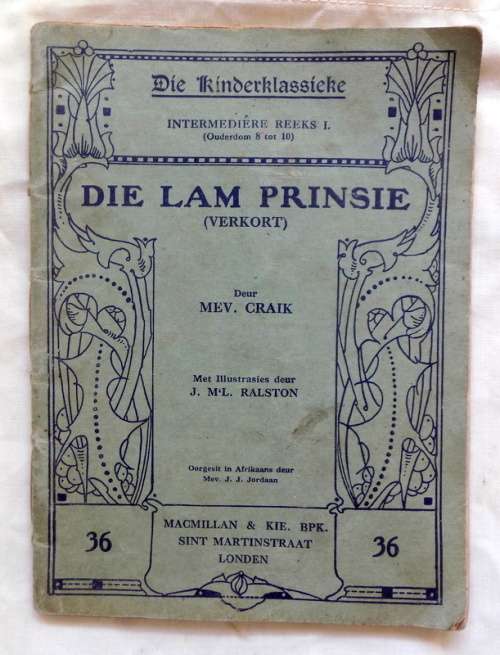 Die Kinderklassieke
INTERMEDIÊRE REEKS I.
(Ouderdom 8 tot 10)
DIE LAM PRINSIE
(VERKORT)
Deur
MEV. CRAIK
Met Illustrasies deur
J. M‘L. RALSTON
Oorgesit in Afrikaans deur
Mev. J. J. Jordaan
36
MACMILLAN & KIE. BPK.
SINT MARTINSTRAAT
LONDEN
36